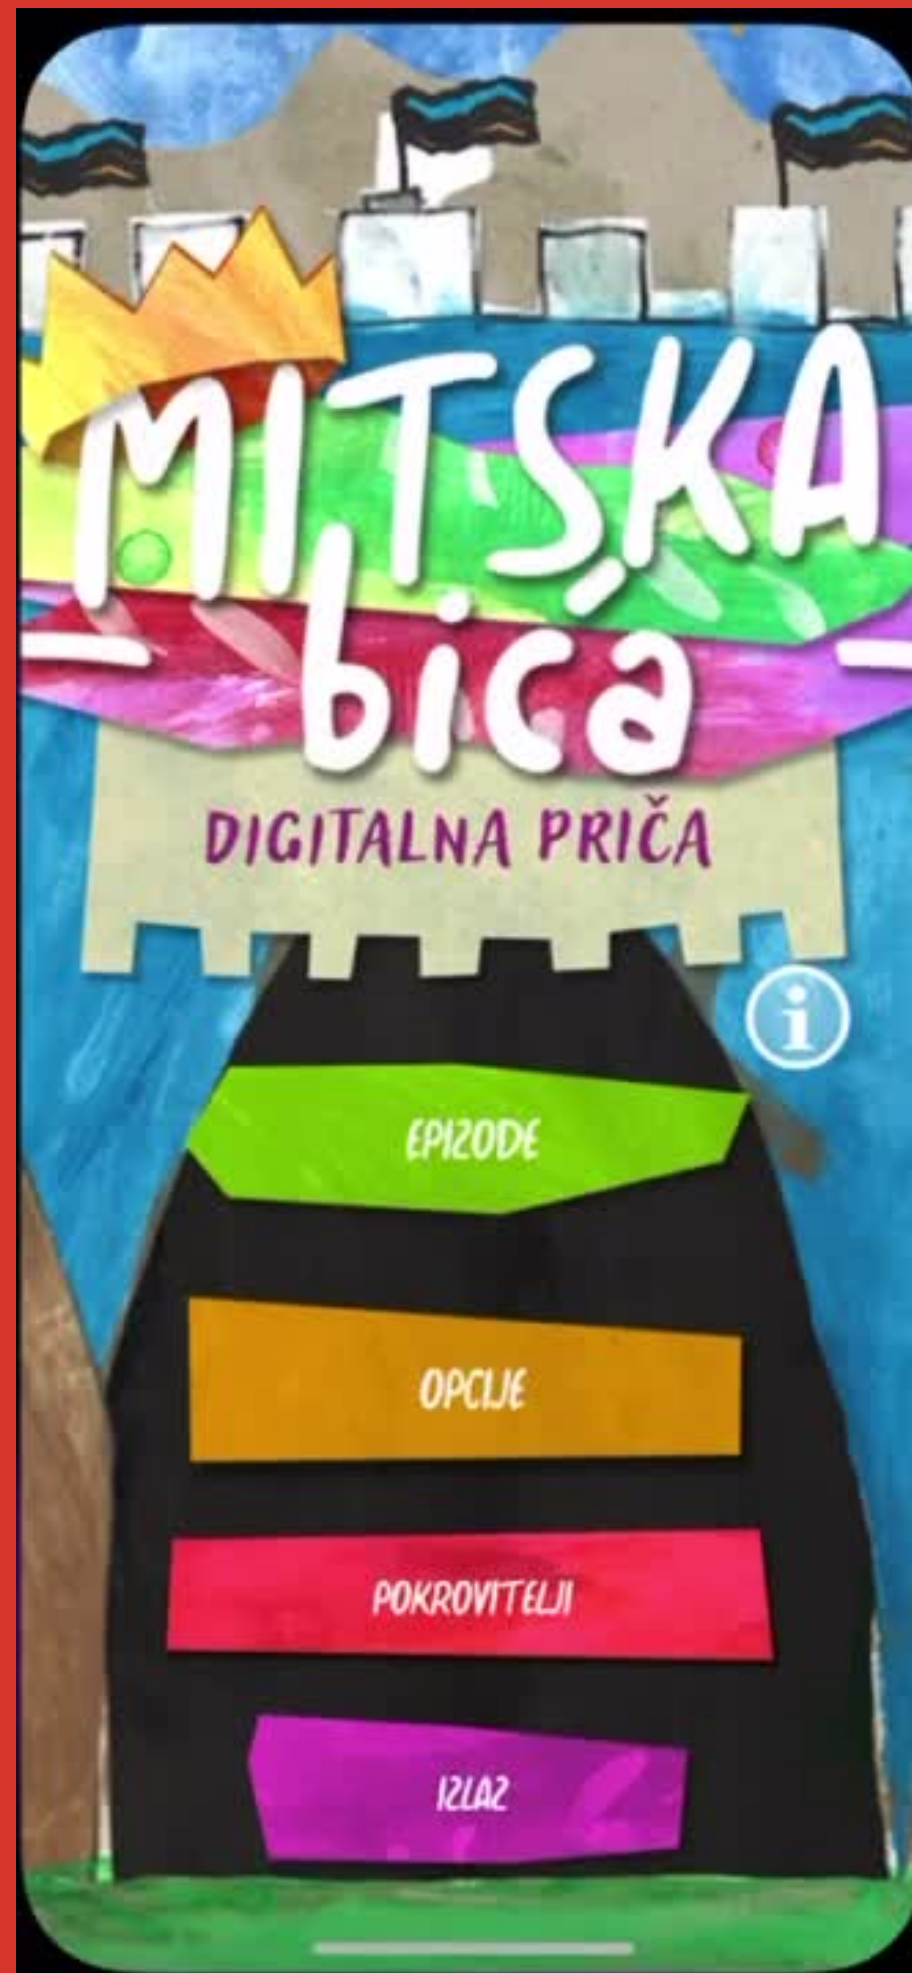 MITSKA
bića
DIGITALNA PRIČA
i
EPIZODE
OPCIJE
POKROVITELJI
IZLAZ